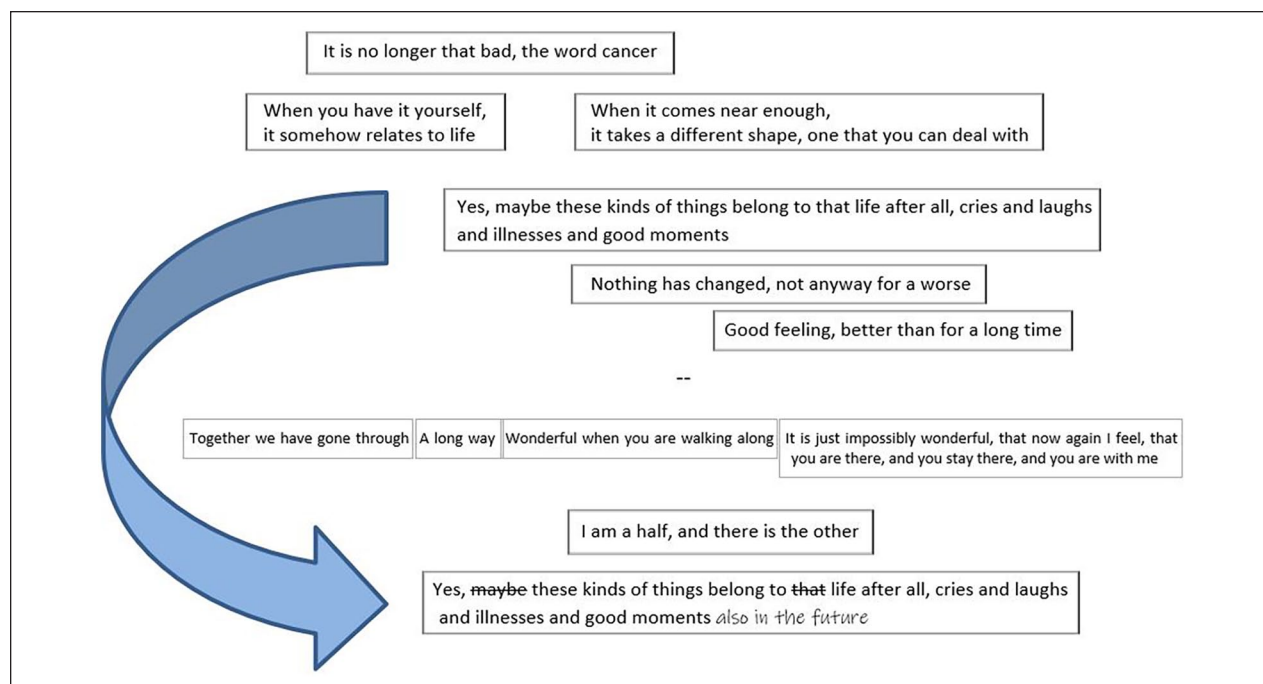 It is no longer that bad, the word cancer
When you have it yourself,
it somehow relates to life
When it comes near enough,
it takes a different shape, one that you can deal with
Yes, maybe these kinds of things belong to that life after all, cries and laughs
and illnesses and good moments
Nothing has changed, not anyway for a worse
Good feeling, better than for a long time
--
Together we have gone through
A long way
Wonderful when you are walking along
It is just impossibly wonderful, that now again I feel, that
you are there, and you stay there, and you are with me
I am a half, and there is the other
Yes, maybe these kinds of things belong to that life after all, cries and laughs
and illnesses and good moments also in the future